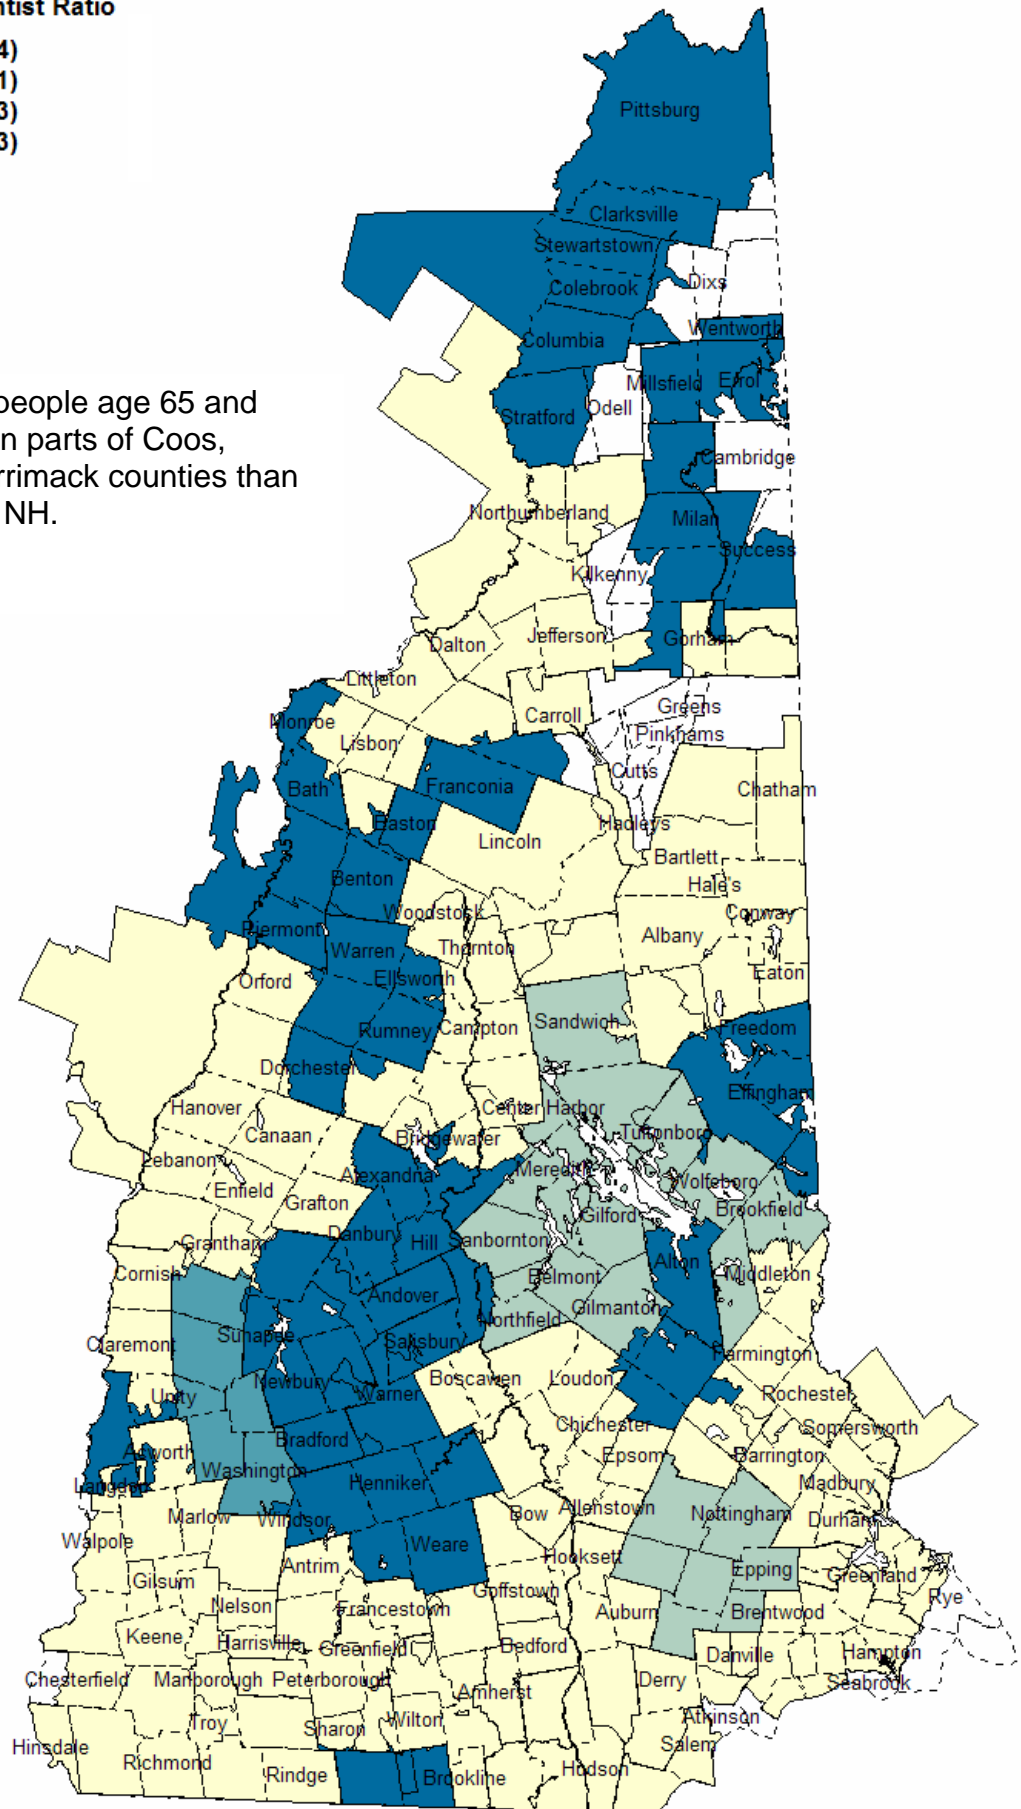 ntist Ratio
4)
1)
3)
3)
people age 65 and
n parts of Coos,
rrimack counties than
NH.
Pittsburg
Clarksville
Stewartstown
Colebrook
Dixs
Columbia
Wentworth
Millsfield
Errol
Odell
Stratford
Cambridge
Northumberland
Milan
Success
Kilkenny
Jefferson
Gorham
Dalton
Littleton
Greens
Carroll
Monroe
Pinkhams
Lisbon
Cutts
Franconia
Bath
Chatham
Easton
Hadleys
Lincoln
Bartlett
Benton
Hale's
Woodstock
Conway
Piermont
Albany
Warren
Thornton
Eaton
Ellsworth
Orford
Sandwich
Rumney
Campton
Freedom
Dorchester
Effingham
Hanover
Center Harbor
Canaan
Bridgewater
Tuftonboro
Lebanon
Alexandria
Meredith
Wolfeboro
Enfield
Grafton
Brookfield
Gilford
Danbury
Hill
Sanbornton
Grantham
Alton
Cornish
Belmont
Middleton
Andover
Gilmanton
Northfield
Sunapee
Salisbury
Claremont
Farmington
Newbury
Boscawen
Loudon
Unity
Warner
Rochester
Chichester
Somersworth
Bradford
Acworth
Epsom
Barrington
Washington
Henniker
Madbury
Langdon
Marlow
Windsor
Bow
Allenstown
Nottingham
Durham
Walpole
Weare
Hooksett
Antrim
Epping
Greenland
Gilsum
Goffstown
Rye
Nelson
Francestown
Auburn
Brentwood
Keene
Harrisville
Greenfield
Bedford
Danville
Hampton
Chesterfield
Marlborough
Peterborough
Derry
Seabrook
Amherst
Troy
Sharon
Wilton
Atkinson
Hinsdale
Salem
Richmond
Rindge
Brookline
Hudson